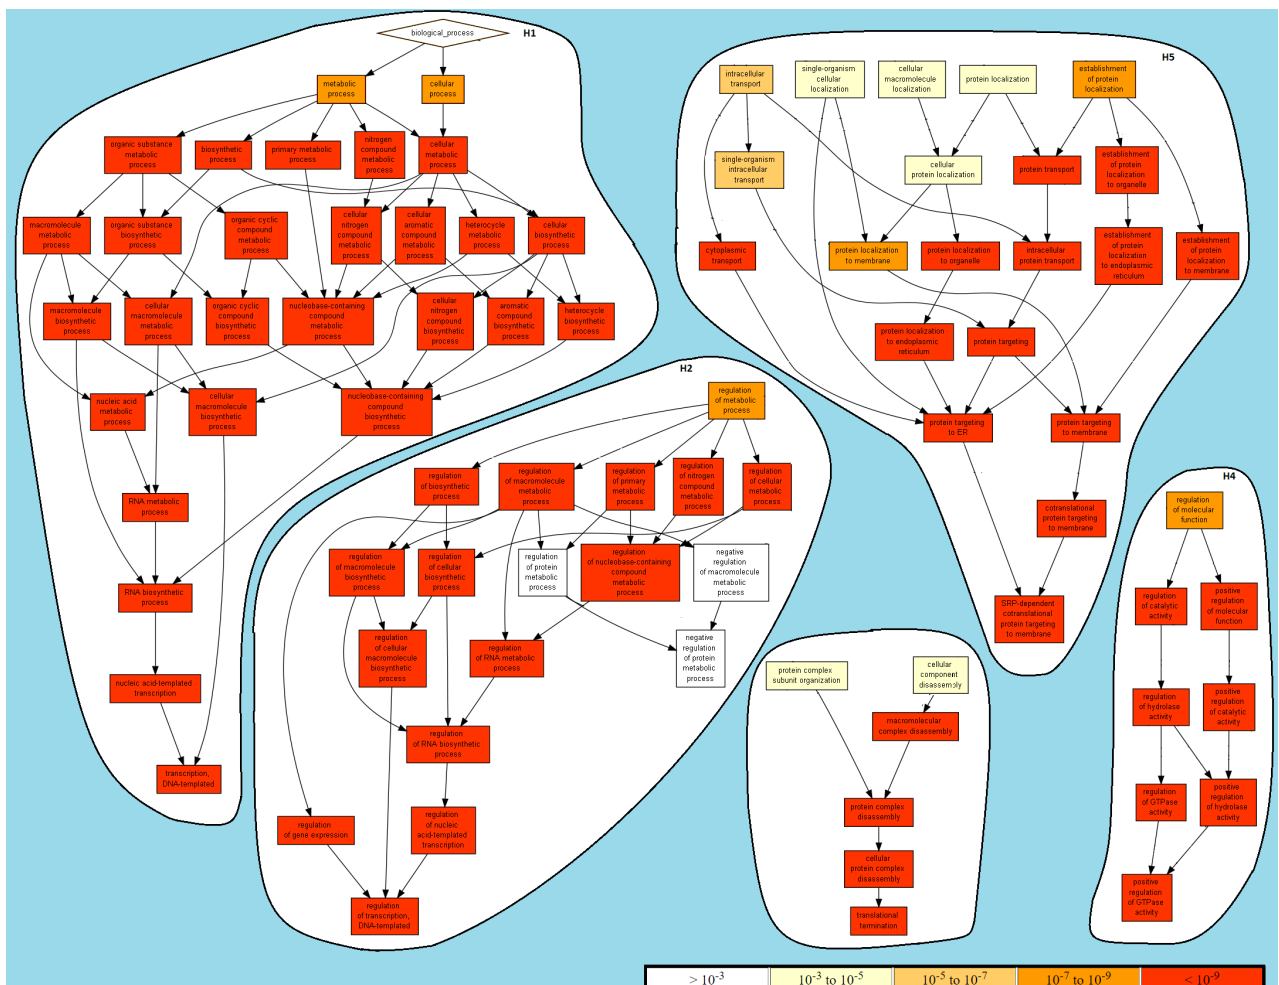 biological_process
H1
metabolic
process
cellular
process
organic substance
metabolic
process
biosynthetic
process
primary metabolic
process
nitrogen
compound
metabolic
process
cellular
metabolic
process
macromolecule
metabolic
process
organic substance
biosynthetic
process
organic cyclic
compound
metabolic
process
cellular
nitrogen
compound
metabolic
process
cellular
aromatic
compound
metabolic
process
heterocycle
metabolic
process
cellular
biosynthetic
process
macromolecule
biosynthetic
process
cellular
macromolecule
metabolic
process
organic cyclic
compound
biosynthetic
process
nucleobase-containing
compound
metabolic
process
cellular
nitrogen
compound
biosynthetic
process
aromatic
compound
biosynthetic
process
heterocycle
biosynthetic
process
nucleic acid
metabolic
process
cellular
macromolecule
biosynthetic
process
nucleobase-containing
compound
biosynthetic
process
RNA metabolic
process
RNA biosynthetic
process
nucleic acid-templated
transcription
transcription,
DNA-templated
H2
regulation
of metabolic
process
regulation
of biosynthetic
process
regulation
of macromolecule
metabolic
process
regulation
of primary
metabolic
process
regulation
of nitrogen
compound
metabolic
process
regulation
of cellular
metabolic
process
regulation
of macromolecule
biosynthetic
process
regulation
of cellular
biosynthetic
process
regulation
of protein
metabolic
process
regulation
of nucleobase-containing
compound
metabolic
process
negative
regulation
of macromolecule
metabolic
process
regulation
of cellular
macromolecule
biosynthetic
process
regulation
of RNA metabolic
process
negative
regulation
of protein
metabolic
process
regulation
of RNA biosynthetic
process
regulation
of gene expression
regulation
of nucleic
acid-templated
transcription
regulation
of transcription,
DNA-templated
H5
intracellular
transport
single-organism
cellular
localization
cellular
macromolecule
localization
protein localization
establishment
of protein
localization
single-organism
intracellular
transport
cellular
protein localization
protein transport
establishment
of protein
localization
to organelle
cytoplasmic
transport
protein localization
to membrane
protein localization
to organelle
intracellular
protein transport
establishment
of protein
localization
to endoplasmic
reticulum
establishment
of protein
localization
to membrane
protein localization
to endoplasmic
reticulum
protein targeting
protein targeting
to ER
protein targeting
to membrane
cotranslational
protein targeting
to membrane
SRP-dependent
cotranslational
protein targeting
to membrane
protein complex
subunit organization
cellular
component
disassembly
macromolecular
complex disassembly
protein complex
disassembly
cellular
protein complex
disassembly
translational
termination
H4
regulation
of molecular
function
regulation
of catalytic
activity
positive
regulation
of molecular
function
regulation
of hydrolase
activity
positive
regulation
of catalytic
activity
regulation
of GTPase
activity
positive
regulation
of hydrolase
activity
positive
regulation
of GTPase
activity
> 10⁻³ 10⁻³ to 10⁻⁵ 10⁻⁵ to 10⁻⁷ 10⁻⁷ to 10⁻⁹ < 10⁻⁹